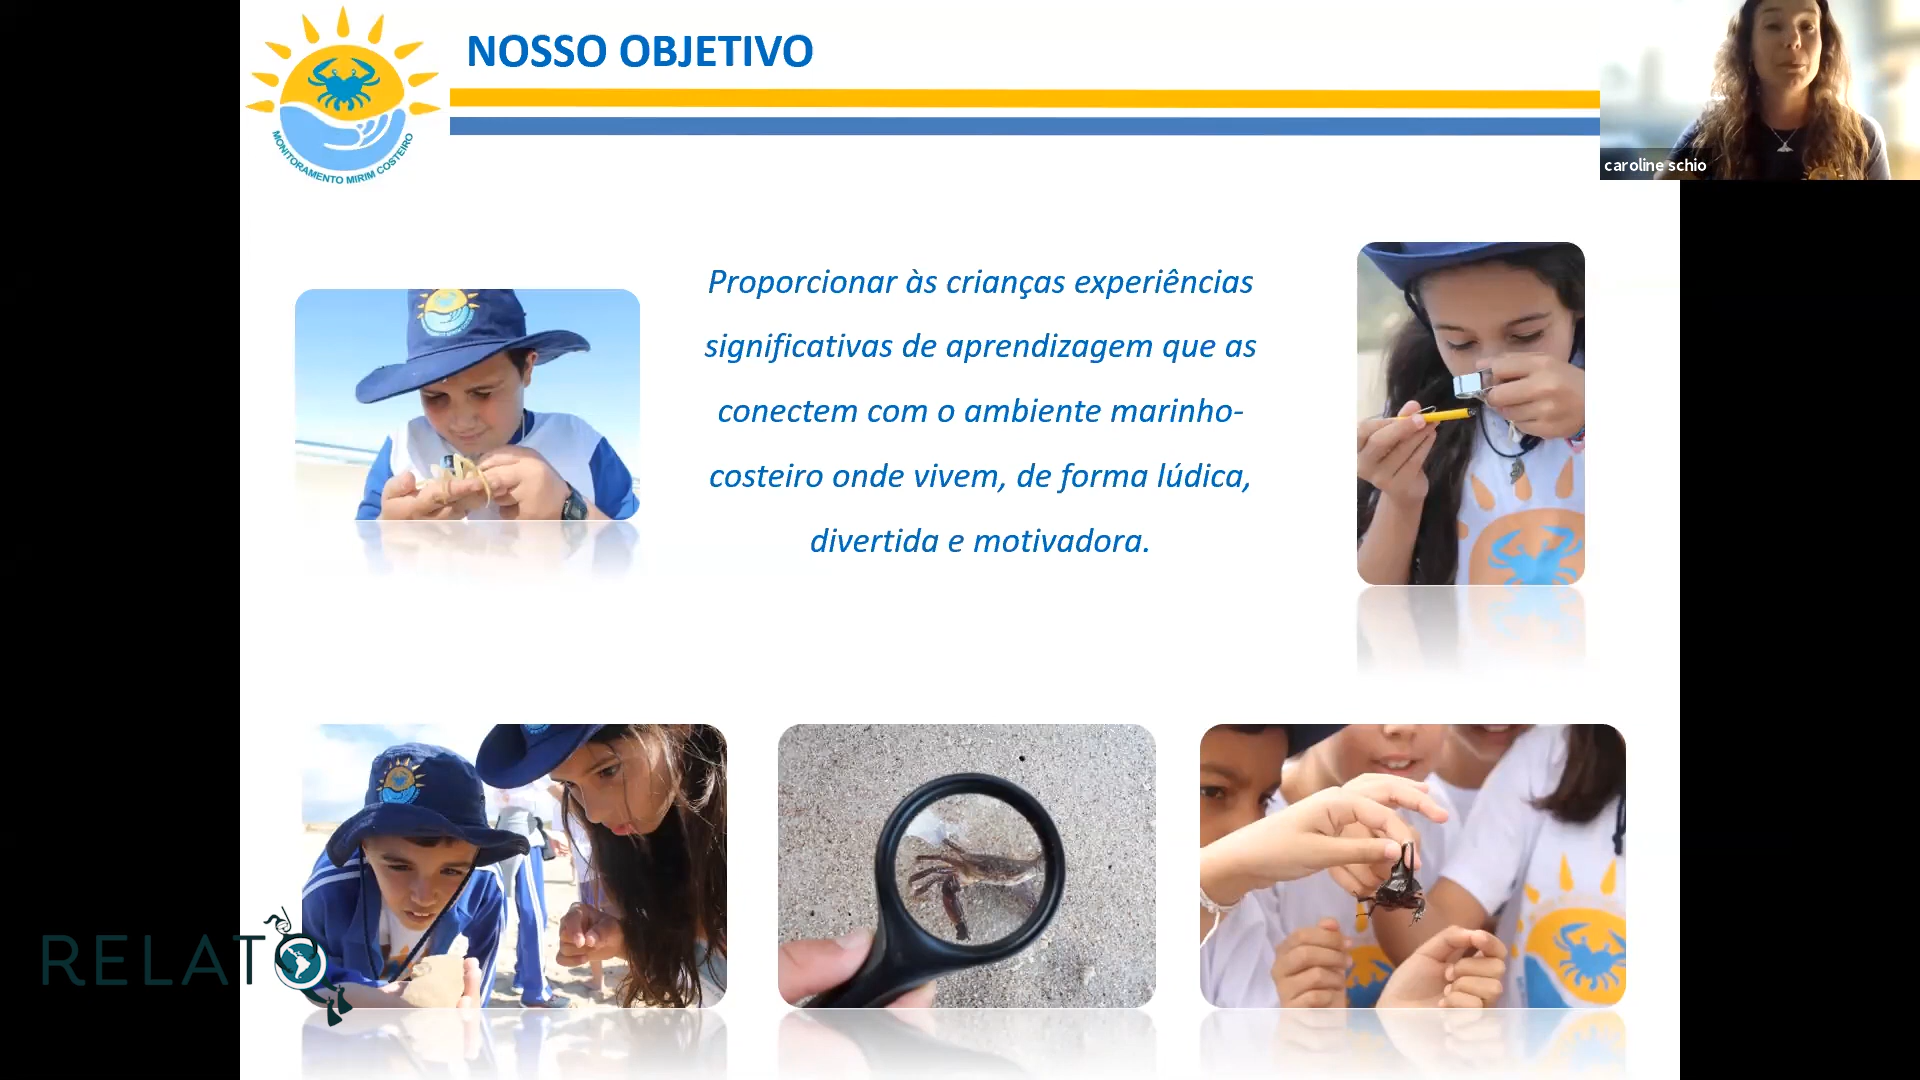 NOSSO OBJETIVO
MONITORAMENTO MIRIM COSTEIRO
caroline schio
Proporcionar às crianças experiências
significativas de aprendizagem que as
conectem com o ambiente marinho-
costeiro onde vivem, de forma lúdica,
divertida e motivadora.
RELATO